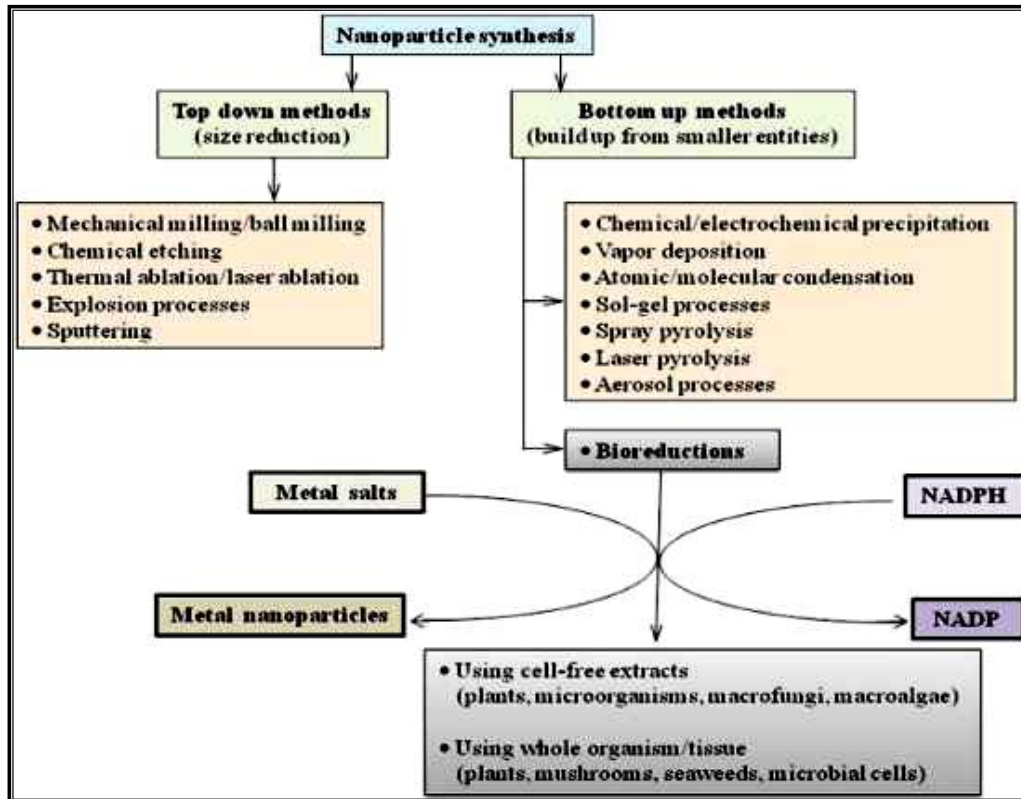 Nanoparticle synthesis
Top down methods
(size reduction)
Bottom up methods
(buildup from smaller entities)
• Mechanical milling/ball milling
• Chemical etching
• Thermal ablation/laser ablation
• Explosion processes
• Sputtering
• Chemical/electrochemical precipitation
• Vapor deposition
• Atomic/molecular condensation
• Sol-gel processes
• Spray pyrolysis
• Laser pyrolysis
• Aerosol processes
• Bioreductions
Metal salts
NADPH
Metal nanoparticles
NADP
• Using cell-free extracts
(plants, microorganisms, macrofungi, macroalgae)
• Using whole organism/tissue
(plants, mushrooms, seaweeds, microbial cells)